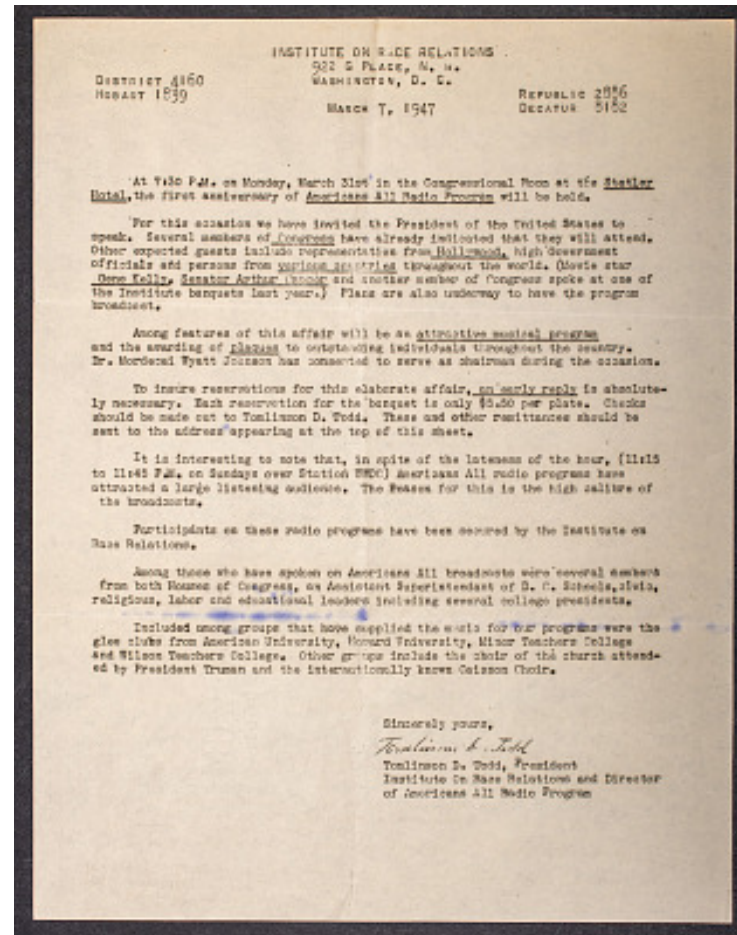 INSTITUTE ON RACE RELATIONS
922 S PLACE, N. W.
DISTRICT 4160
WASHINGTON, D. C.
HOBART 1839
REPUBLIC 2886
MARCH 7, 1947
DECATUR 5182
At 7:30 P.M. on Monday, March 31st in the Congressional Room at the Statler
Hotel, the first anniversary of Americans All Radio Program will be held.
For this occasion we have invited the President of the United States to
speak. Several members of Congress have already indicated that they will attend.
Other expected guests include representation from Hollywood, high Government
officials and persons from various countries throughout the world. (Movie star
Gene Kelly, Senator Arthur Capper and another member of Congress spoke at one of
the Institute banquets last year.) Plans are also underway to have the program
broadcast.
Among features of this affair will be an attractive musical program
and the awarding of plaques to outstanding individuals throughout the country.
Dr. Mordecai Wyatt Johnson has consented to serve as chairman during the occasion.
To insure reservations for this elaborate affair, an early reply is absolute-
ly necessary. Each reservation for the banquet is only per plate. Checks
should be made out to Tomlinson D. Todd. These and other remittances should be
sent to the address appearing at the top of this sheet.
It is interesting to note that, in spite of the lateness of the hour, (11:15
to 11:45 P.M. on Sundays over Station Americans All radio programs have
attracted a large listening audience. The Reason for this is the high calibre of
the broadcasts.
Participants on these radio programs have been secured by the Institute on
Race Relations.
Among those who have spoken on Americans All broadcasts were several members
from both Houses of Congress, an Assistant Superintendant of D. C. Schools, civic,
religious, labor and educational leaders including several college presidents.
Included among groups that have supplied the music for our programs were the
glee clubs from American University, Howard University, Miner Teachers College
and Wilson Teachers College. Other groups include the choir of the church attend-
ed by President Truman and the internationally known Caisson Choir.
Sincerely yours,
Tomlinson D. Todd
Tomlinson D. Todd, President
Institute On Race Relations and Director
of Americans All Radio Program